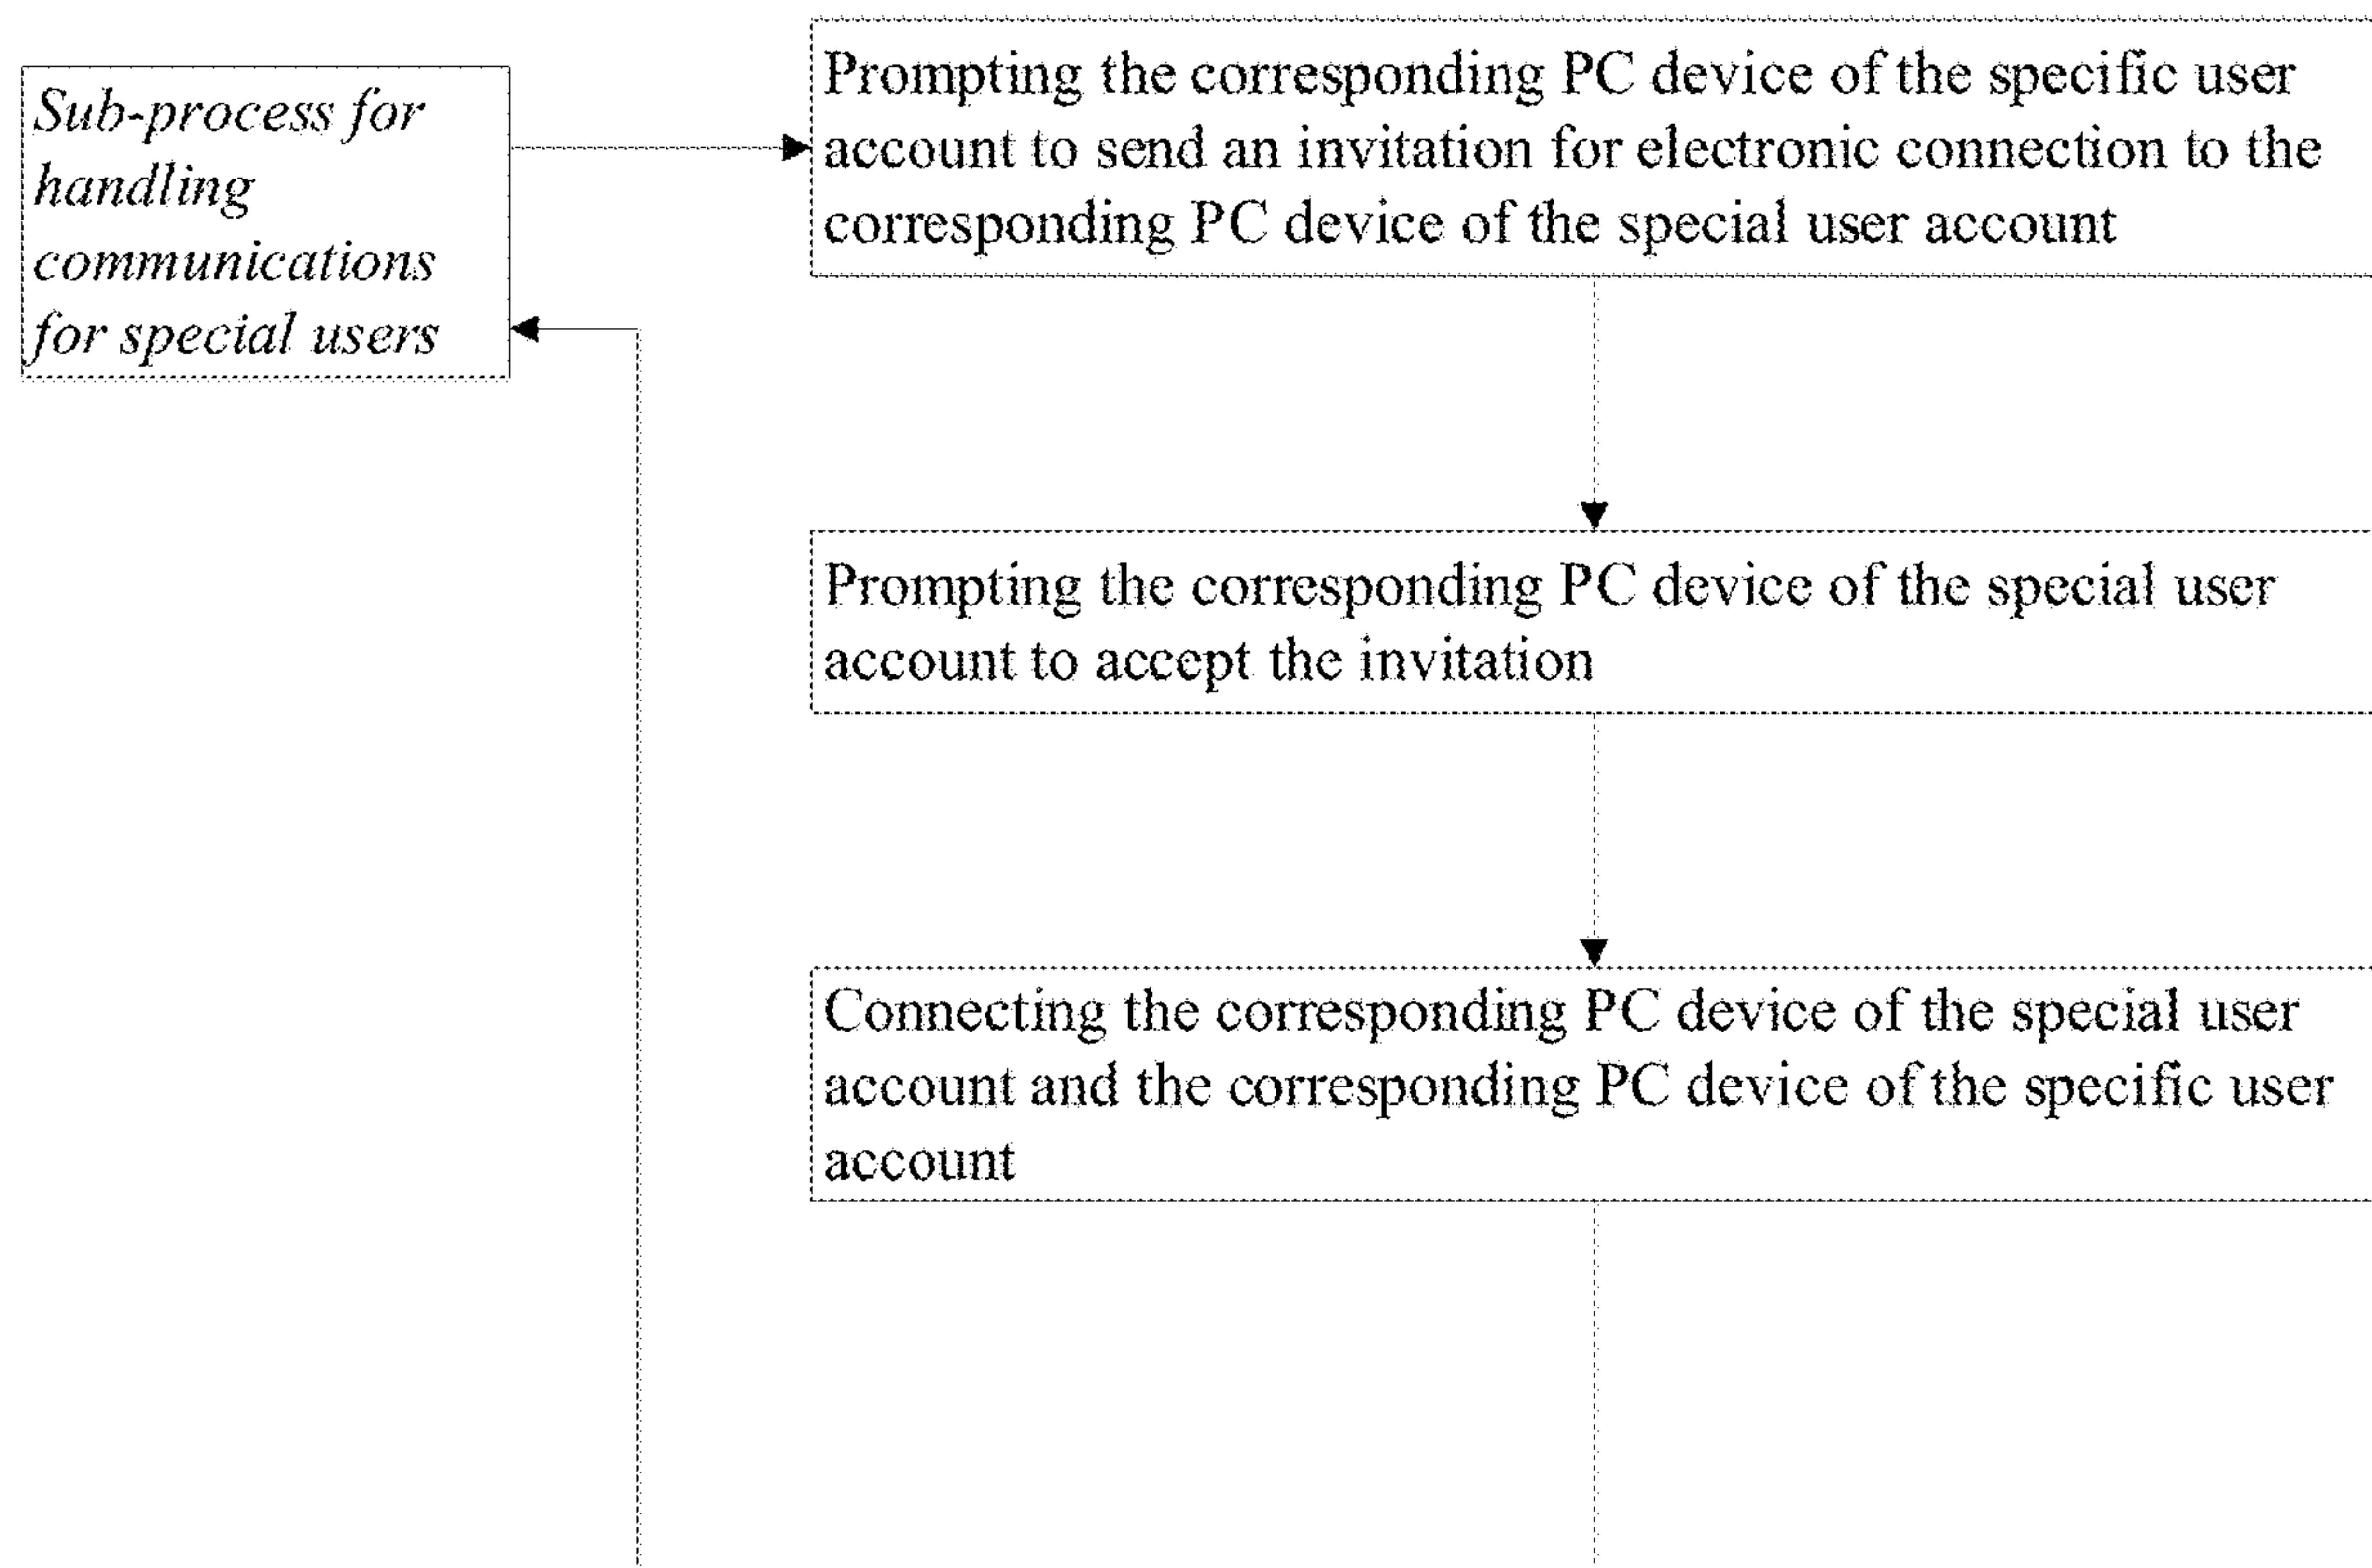 Sub-process for
handling
communications
for special users
Prompting the corresponding PC device of the specific user
account to send an invitation for electronic connection to the
corresponding PC device of the special user account
Prompting the corresponding PC device of the special user
account to accept the invitation
Connecting the corresponding PC device of the special user
account and the corresponding PC device of the specific user
account